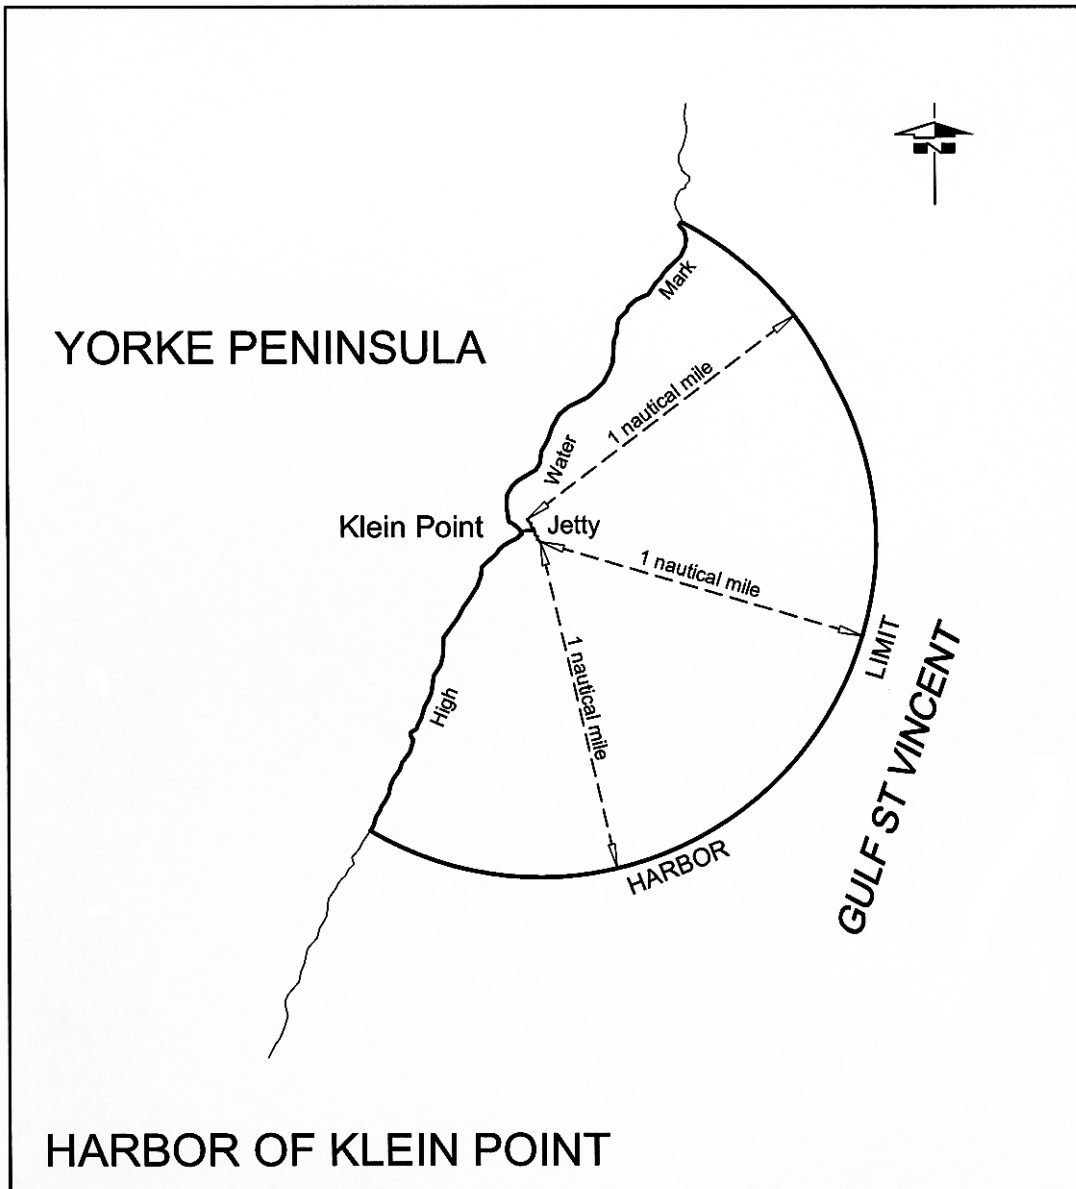 N
Mark
YORKE PENINSULA
1 nautical mile
Water
Klein Point
Jetty
1 nautical mile
LIMIT
1 nautical mile
High
GULF ST VINCENT
HARBOR
HARBOR OF KLEIN POINT